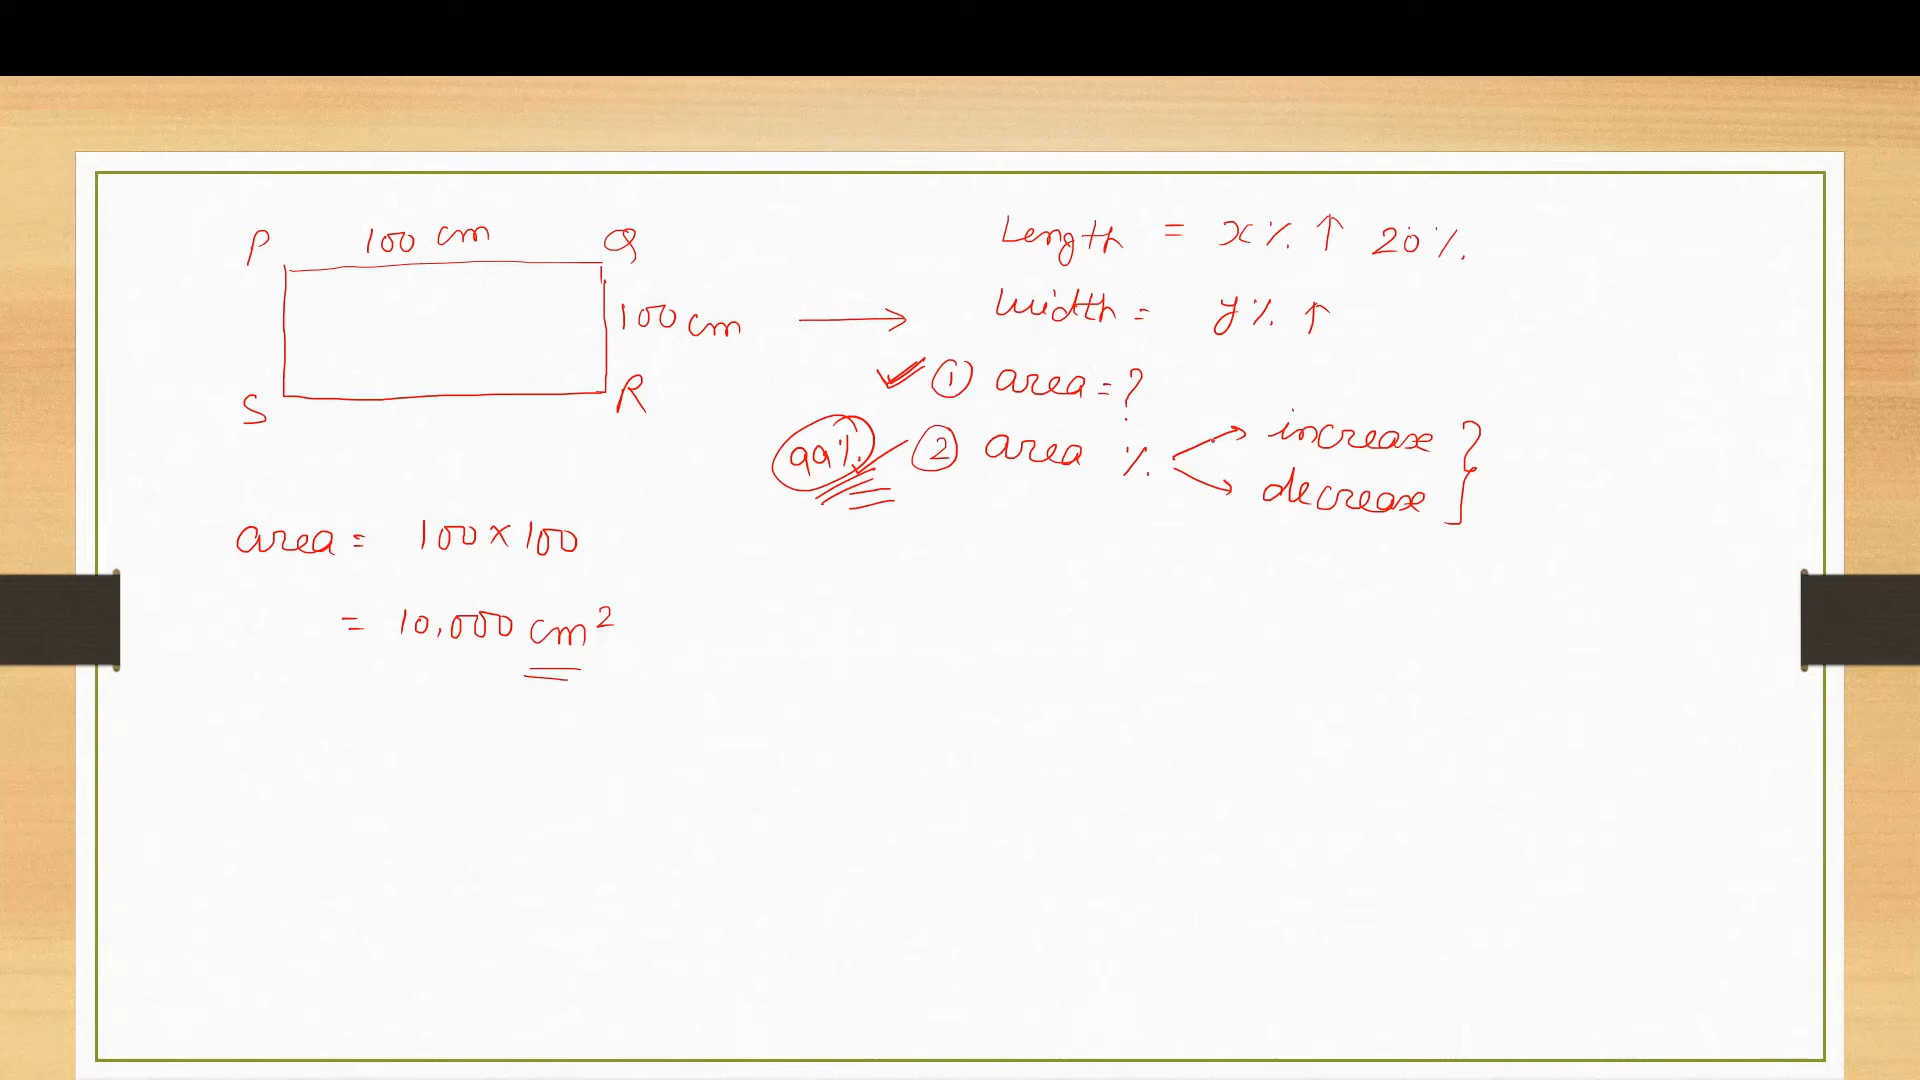 P 100 cm Q
100 cm
S R
Length = x% ↑ 20%.
width = y% ↑
① area = ?
99% ② area % increase
decrease
area = 100 × 100
= 10,000 cm²